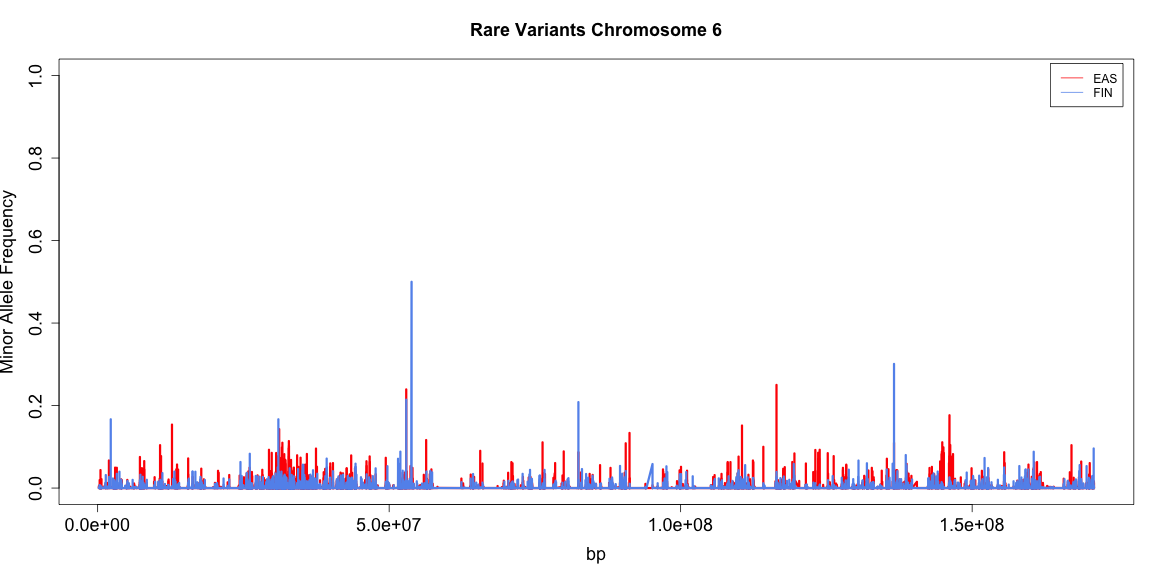 Rare Variants Chromosome 6
EAS
FIN
Minor Allele Frequency
1.0
0.8
0.6
0.4
0.2
0.0
0.0e+00 5.0e+07 1.0e+08 1.5e+08
bp